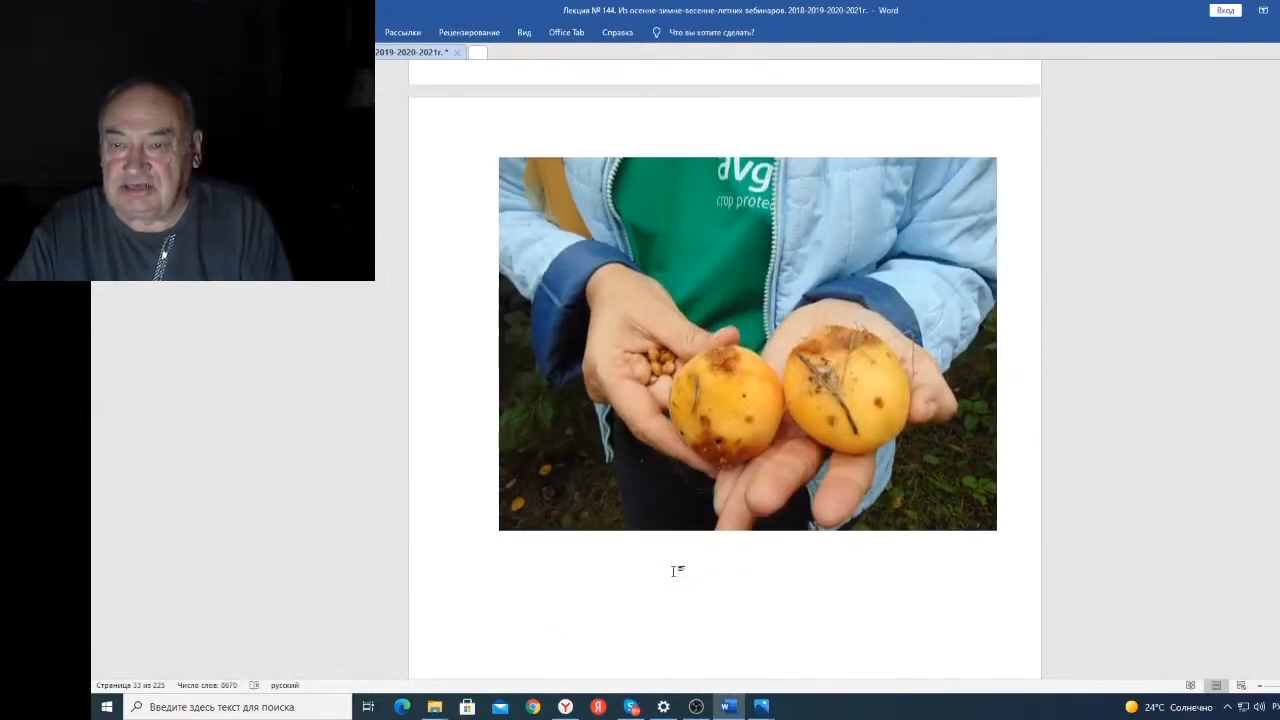 Лекция № 144. Из осенне-зимне-весенне-летних вебинаров. 2018-2019-2020-2021г. - Word
Вход
Рассылки Рецензирование Вид Office Tab Справка Что вы хотите сделать?
2019-2020-2021г. *
avg
crop protec
Страница 33 из 225 Число слов: 8670 русский
Введите здесь текст для поиска
24°C Солнечно